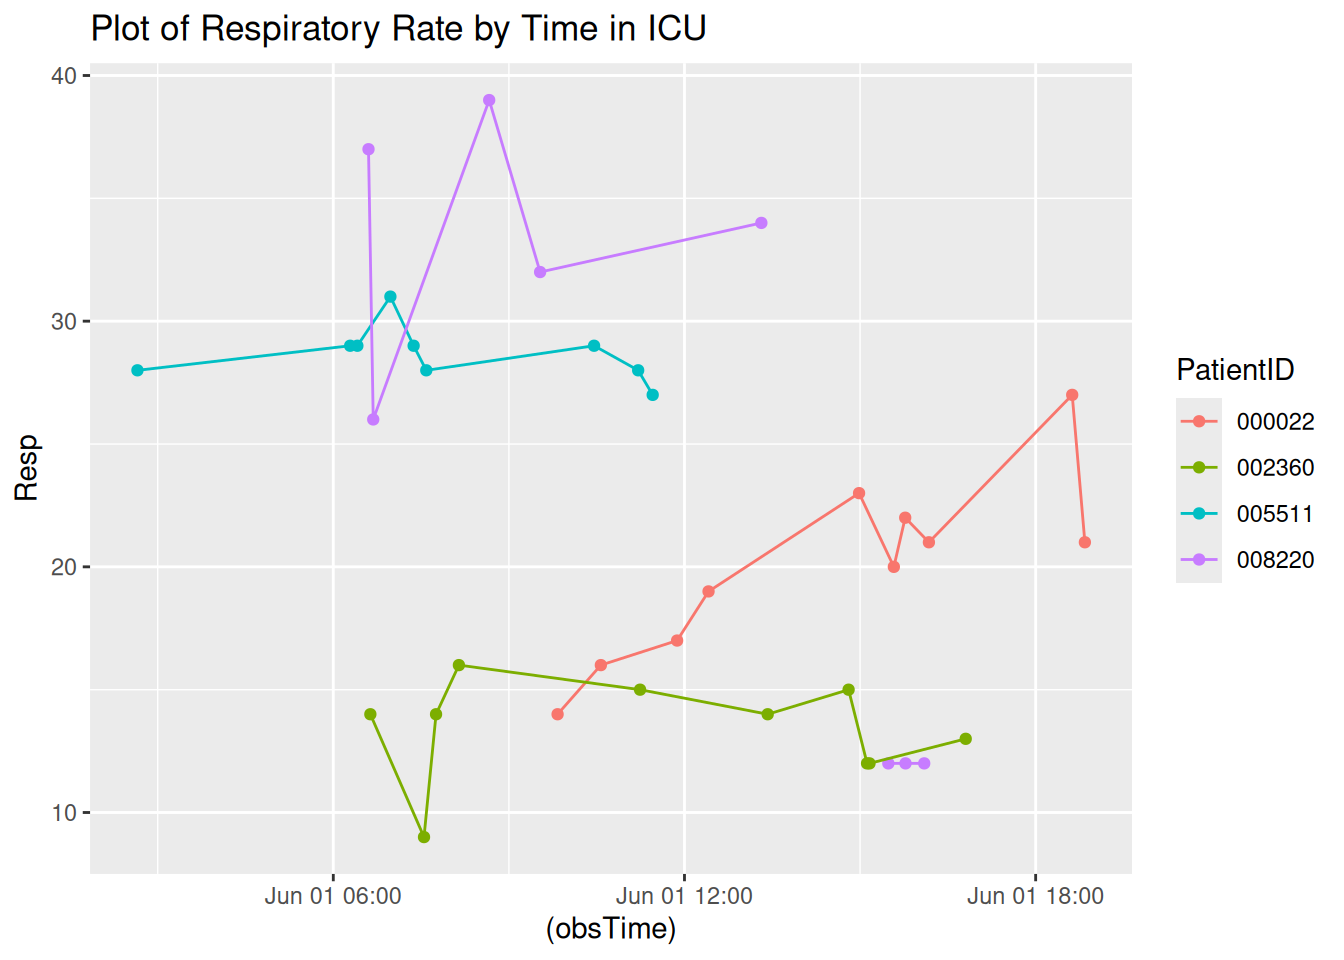 Plot of Respiratory Rate by Time in ICU
40
30
20
10
Resp
Jun 01 06:00
Jun 01 12:00
Jun 01 18:00
(obsTime)
PatientID
000022
002360
005511
008220